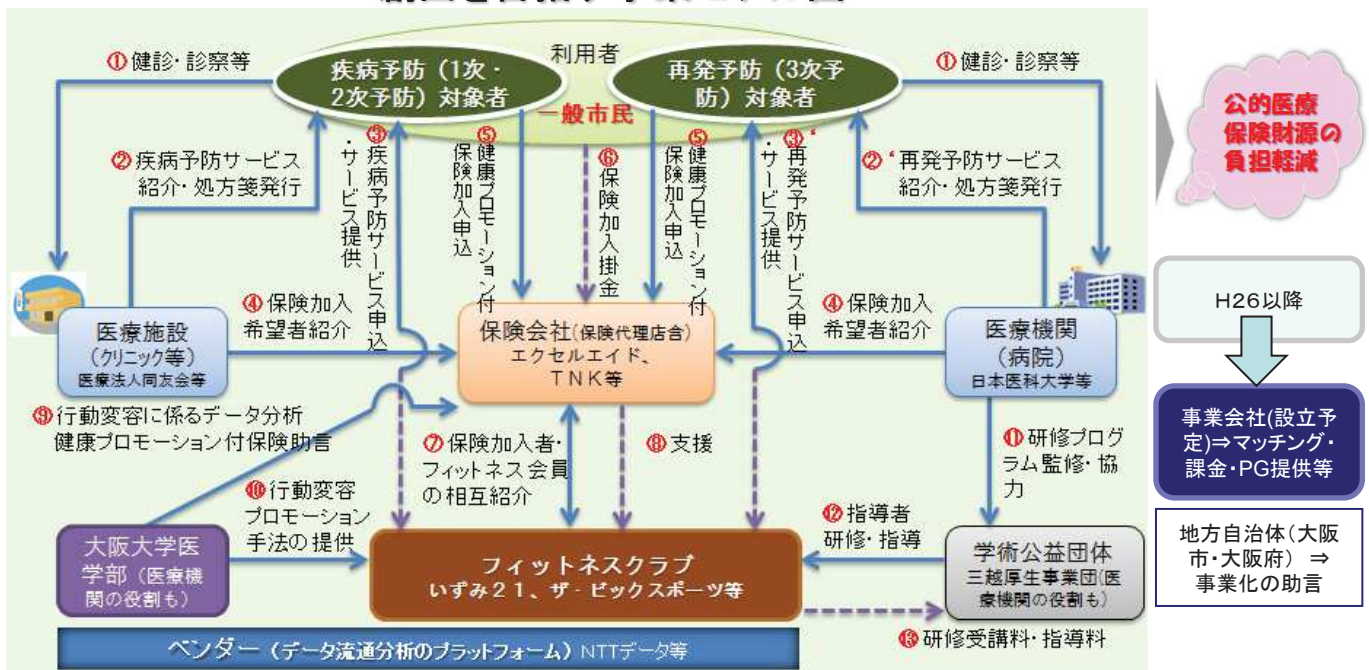 ①健診・診察等
利用者
疾病予防（1次・
2次予防）対象者
再発予防（3次予
防）対象者
一般市民
①健診・診察等
②疾病予防サービス
紹介・処方箋発行
③疾病予防サービス申込
・サービス提供
⑤健康プロモーション付
保険加入申込
⑥保険加入掛金
⑤健康プロモーション付
保険加入申込
③‘再発予防サービス申込
・サービス提供
②‘再発予防サービス
紹介・処方箋発行
公的医療
保険財源の
負担軽減
④保険加入
希望者紹介
④保険加入
希望者紹介
医療施設
（クリニック等）
医療法人同友会等
保険会社（保険代理店含）
エクセルエイド、
TNK等
医療機関
（病院）
日本医科大学等
H26以降
事業会社(設立予
定)⇒マッチング・
課金・PG提供等
⑨行動変容に係るデータ分析
健康プロモーション付保険助言
⑦保険加入者・
フィットネス会員
の相互紹介
⑧支援
⑪研修プログ
ラム監修・協
力
⑩行動変容
プロモーション
手法の提供
⑫指導者
研修・指導
大阪大学医
学部（医療機
関の役割も）
フィットネスクラブ
いずみ21、ザ・ビックスポーツ等
学術公益団体
三越厚生事業団（医
療機関の役割も）
地方自治体（大阪
市・大阪府） ⇒
事業化の助言
⑬研修受講料・指導料
ベンダー（データ流通分析のプラットフォーム）NTTデータ等